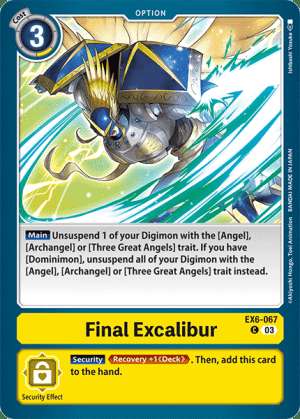 Cost
OPTION
3
Ishibashi Yosuke
©Akiyoshi Hongo, Toei Animation BANDAI MADE IN JAPAN
Main Unsuspend 1 of your Digimon with the [Angel],
[Archangel] or [Three Great Angels] trait. If you have
[Dominimon], unsuspend all of your Digimon with the
[Angel], [Archangel] or [Three Great Angels] trait instead.
EX6-067
Final Excalibur
C 03
Security Recovery +1 《Deck》. Then, add this card
to the hand.
Security Effect